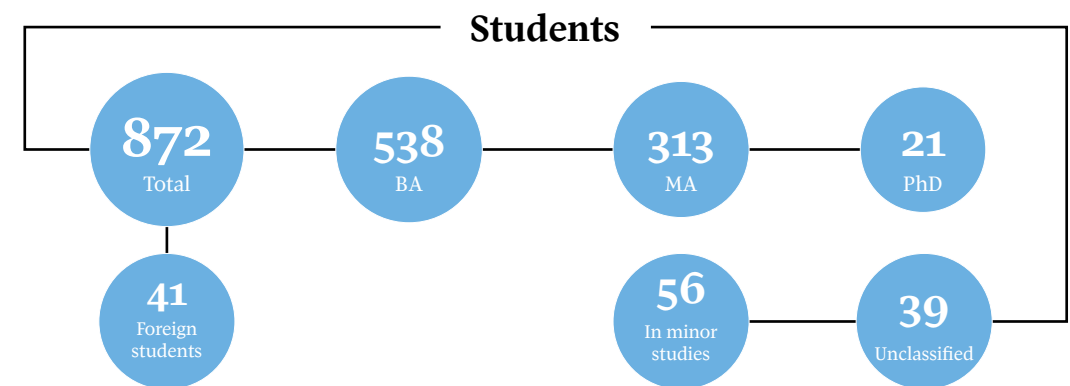 Students
872
Total
538
BA
313
MA
21
PhD
41
Foreign
students
56
In minor
studies
39
Unclassified